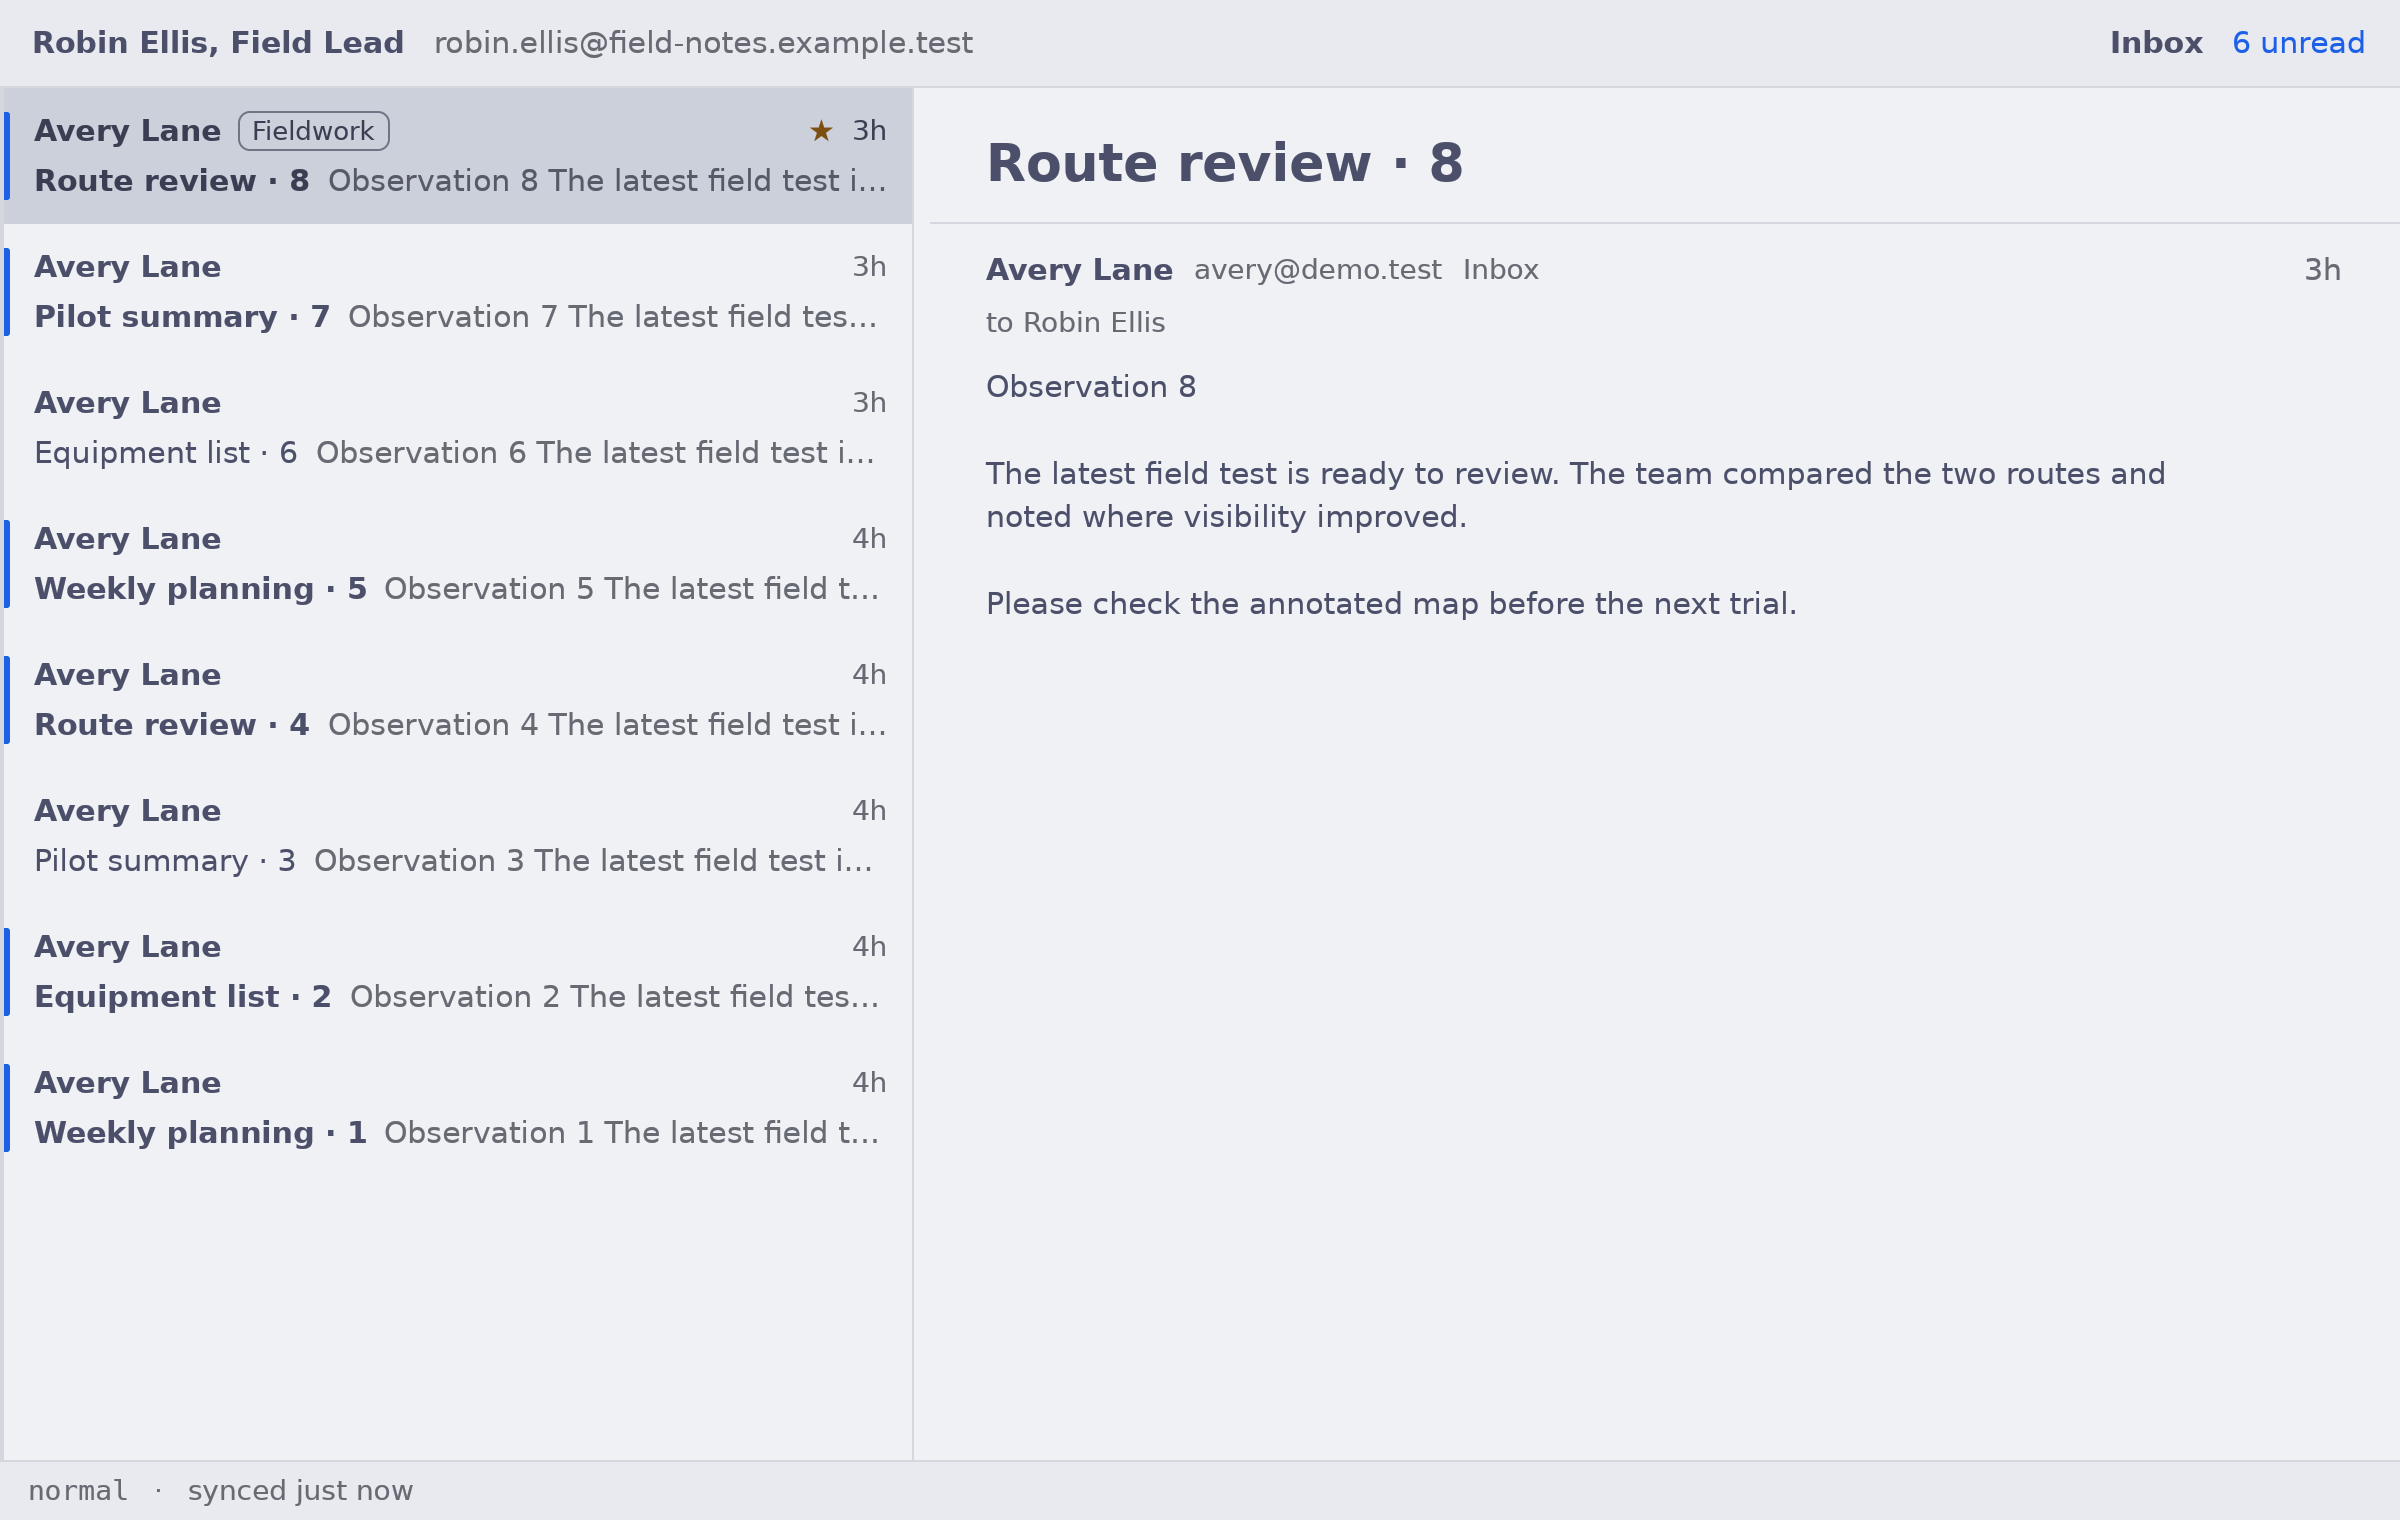 Robin Ellis, Field Lead robin.ellis@field-notes.example.test Inbox 6 unread
Avery Lane Fieldwork ★ 3h
Route review · 8 Observation 8 The latest field test i…
Avery Lane 3h
Pilot summary · 7 Observation 7 The latest field tes…
Avery Lane 3h
Equipment list · 6 Observation 6 The latest field test i…
Avery Lane 4h
Weekly planning · 5 Observation 5 The latest field t…
Avery Lane 4h
Route review · 4 Observation 4 The latest field test i…
Avery Lane 4h
Pilot summary · 3 Observation 3 The latest field test i…
Avery Lane 4h
Equipment list · 2 Observation 2 The latest field tes…
Avery Lane 4h
Weekly planning · 1 Observation 1 The latest field t…
Route review · 8
Avery Lane avery@demo.test Inbox 3h
to Robin Ellis
Observation 8
The latest field test is ready to review. The team compared the two routes and
noted where visibility improved.
Please check the annotated map before the next trial.
normal · synced just now